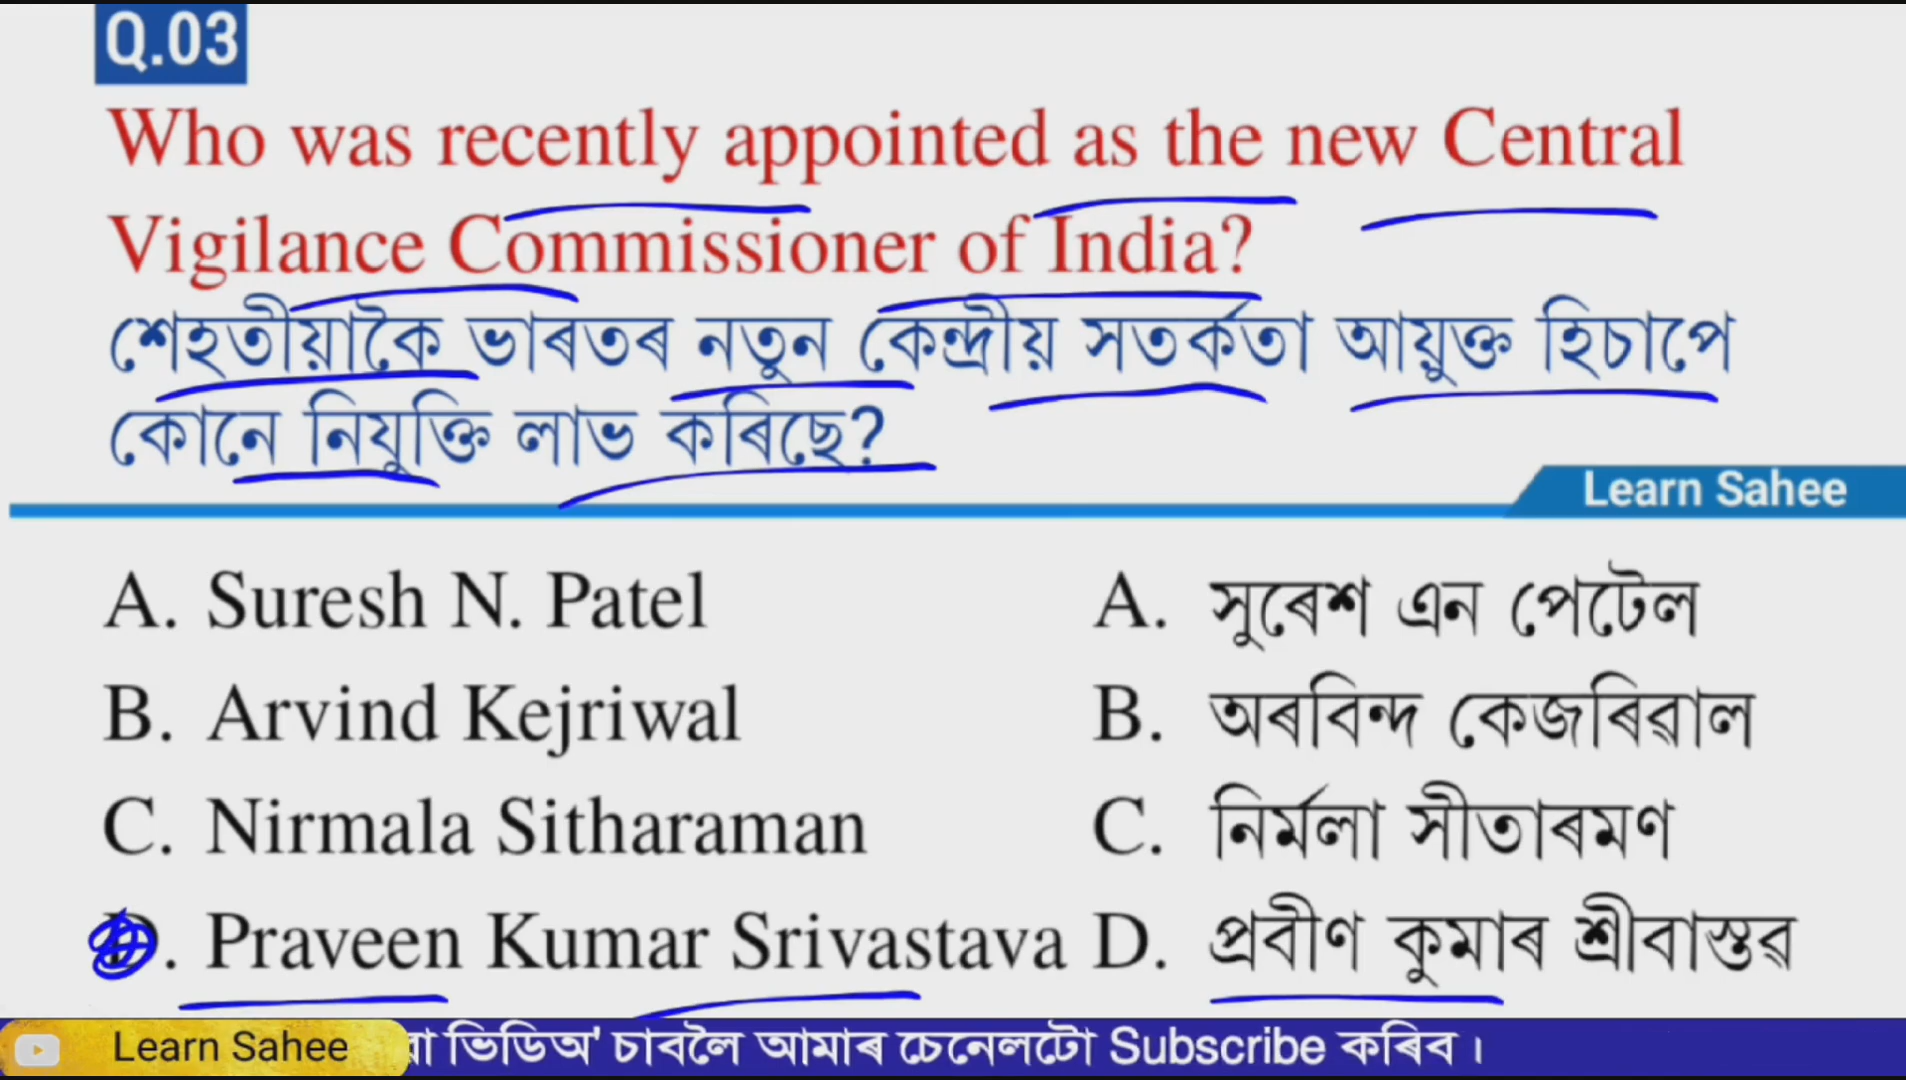 Q.03
Who was recently appointed as the new Central
Vigilance Commissioner of India?
শেহতীয়াকৈ ভাৰতৰ নতুন কেন্দ্ৰীয় সতৰ্কতা আয়ুক্ত হিচাপে
কোনে নিযুক্তি লাভ কৰিছে?
Learn Sahee
A. Suresh N. Patel
B. Arvind Kejriwal
C. Nirmala Sitharaman
D. Praveen Kumar Srivastava
A. সুৰেশ এন পেটেল
B. অৰবিন্দ কেজৰিৱাল
C. নিৰ্মলা সীতাৰমণ
D. প্ৰবীণ কুমাৰ শ্ৰীবাস্তৱ
Learn Sahee
ভিডিঅ' চাবলৈ আমাৰ চেনেলটো Subscribe কৰিব।